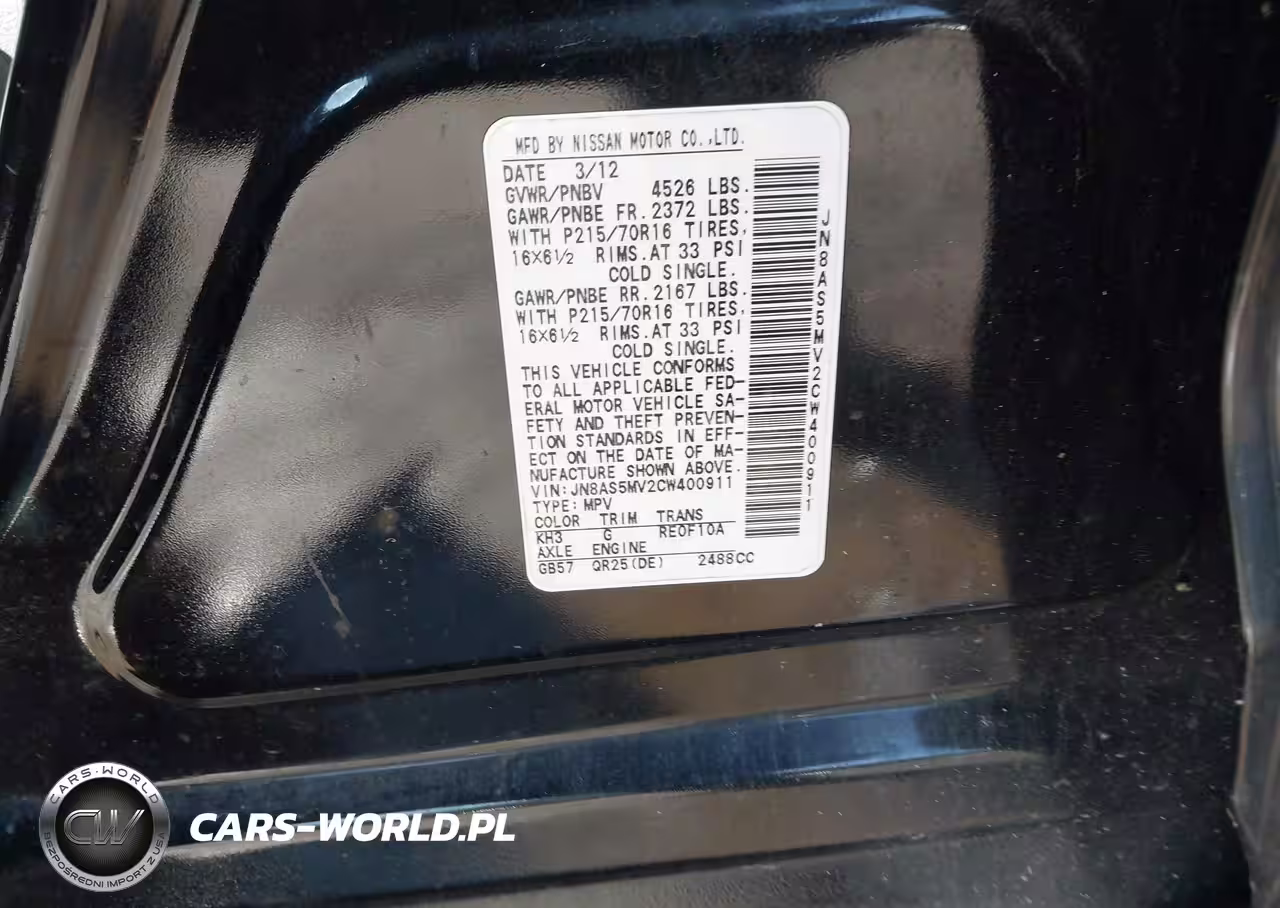 MFD BY NISSAN MOTOR CO.,LTD.
DATE 3/12
GVWR/PNBV 4526 LBS.
GAWR/PNBE FR.2372 LBS.
WITH P215/70R16 TIRES,
16×6½ RIMS.AT 33 PSI
COLD SINGLE.
GAWR/PNBE RR.2167 LBS.
WITH P215/70R16 TIRES,
16×6½ RIMS.AT 33 PSI
COLD SINGLE.
THIS VEHICLE CONFORMS
TO ALL APPLICABLE FED-
ERAL MOTOR VEHICLE SA-
FETY AND THEFT PREVEN-
TION STANDARDS IN EFF-
ECT ON THE DATE OF MA-
NUFACTURE SHOWN ABOVE.
VIN:JN8AS5MV2CW400911
TYPE:MPV
COLOR TRIM TRANS
KH3 G RE0F10A
AXLE ENGINE
GB57 QR25(DE) 2488CC
JN8AS5MV2CW400911
CARS-WORLD
CW
BEZPOŚREDNI IMPORT Z USA
CARS-WORLD.PL